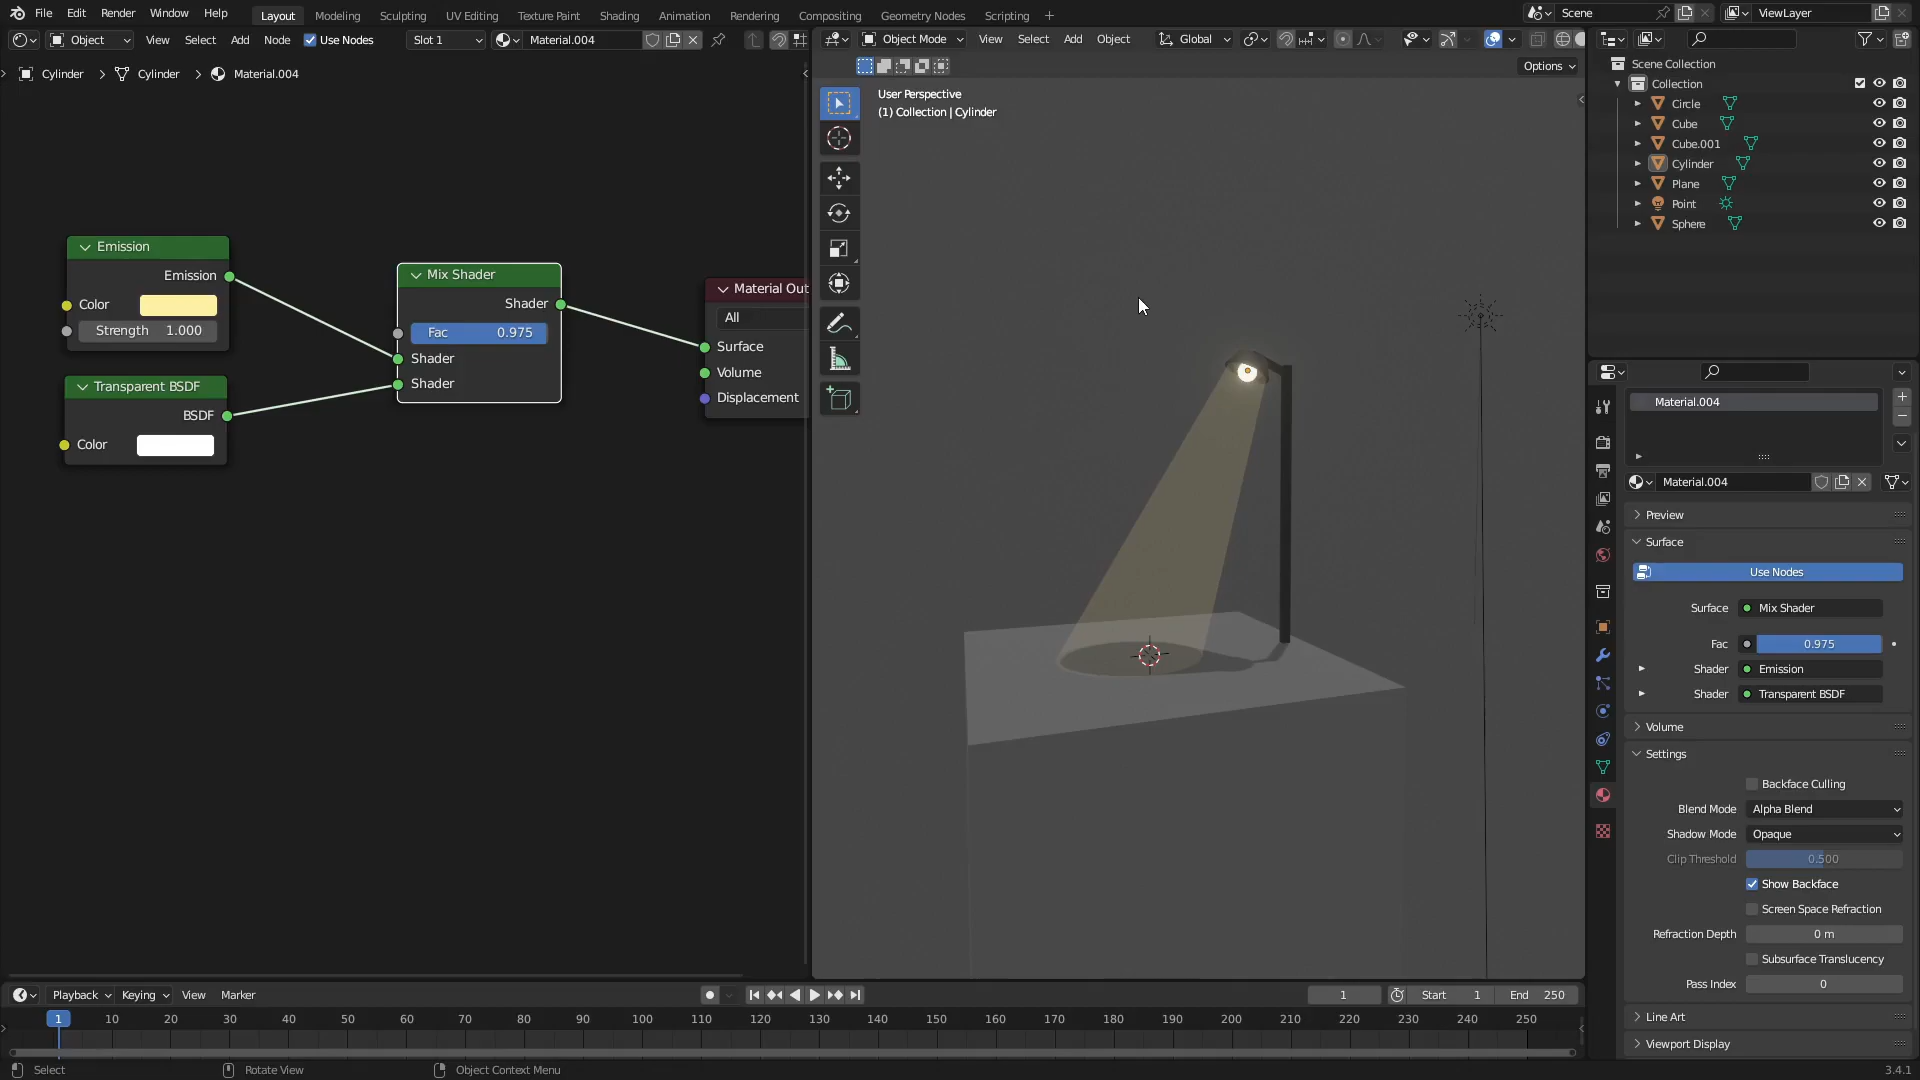 File Edit Render Window Help Layout Modeling Sculpting UV Editing Texture Paint Shading Animation Rendering Compositing Geometry Nodes Scripting + Scene ViewLayer
Object View Select Add Node Use Nodes Slot 1 Material.004
Cylinder > Cylinder > Material.004
Emission
Emission
Color
Strength 1.000
Transparent BSDF
BSDF
Color
Mix Shader
Shader
Fac 0.975
Shader
Shader
Material Out
All
Surface
Volume
Displacement
Object Mode View Select Add Object Global
Options
User Perspective
(1) Collection | Cylinder
Scene Collection
Collection
Circle
Cube
Cube.001
Cylinder
Plane
Point
Sphere
Material.004
Material.004
Preview
Surface
Use Nodes
Surface Mix Shader
Fac 0.975
Shader Emission
Shader Transparent BSDF
Volume
Settings
Backface Culling
Blend Mode Alpha Blend
Shadow Mode Opaque
Clip Threshold 0.500
Show Backface
Screen Space Refraction
Refraction Depth 0 m
Subsurface Translucency
Pass Index 0
Line Art
Viewport Display
Playback Keying View Marker 1 Start 1 End 250
1 10 20 30 40 50 60 70 80 90 100 110 120 130 140 150 160 170 180 190 200 210 220 230 240 250
Select Rotate View Object Context Menu 3.4.1